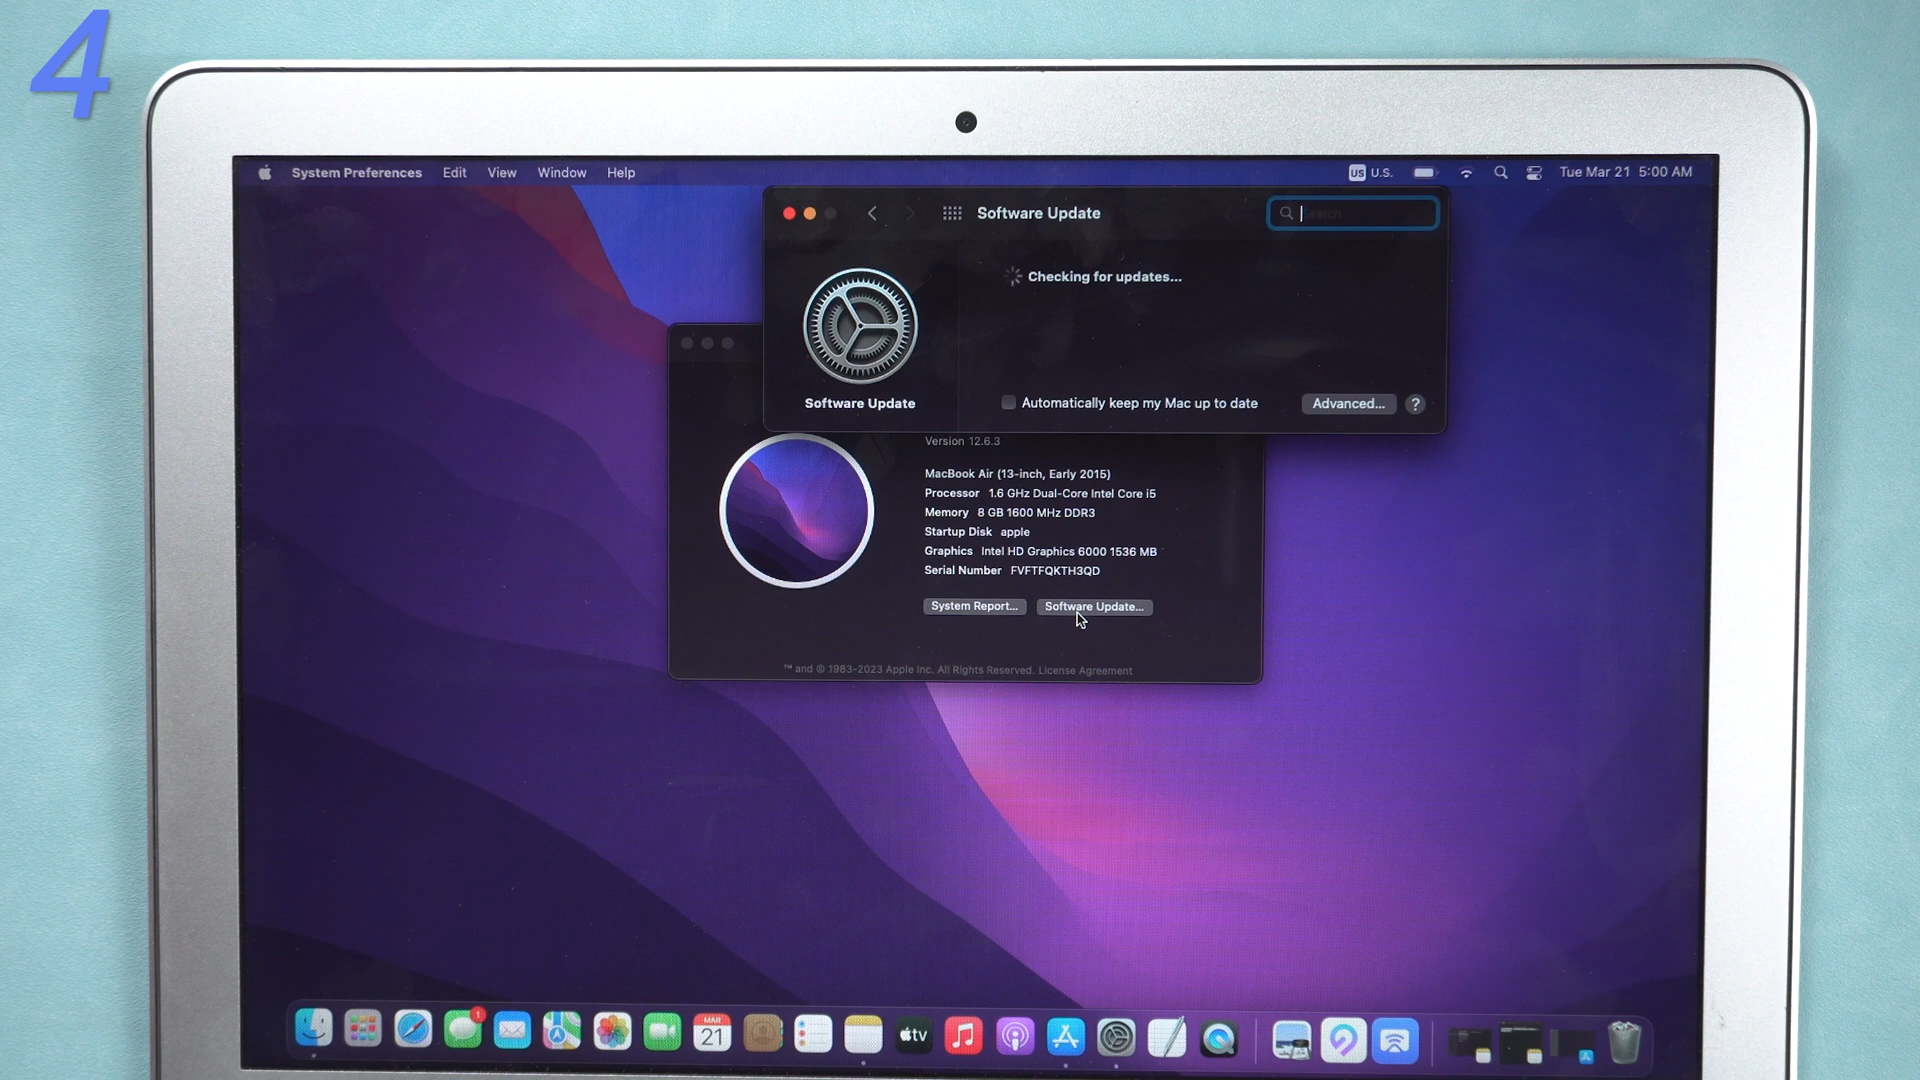 4
System Preferences Edit View Window Help
US U.S. Tue Mar 21 5:00 AM
Software Update
Search
Checking for updates...
Software Update
Automatically keep my Mac up to date
Advanced...
?
Version 12.6.3
MacBook Air (13-inch, Early 2015)
Processor 1.6 GHz Dual-Core Intel Core i5
Memory 8 GB 1600 MHz DDR3
Startup Disk apple
Graphics Intel HD Graphics 6000 1536 MB
Serial Number FVFTFQKTH3QD
System Report...
Software Update...
™ and © 1983-2023 Apple Inc. All Rights Reserved. License Agreement
1
MAR
21
tv